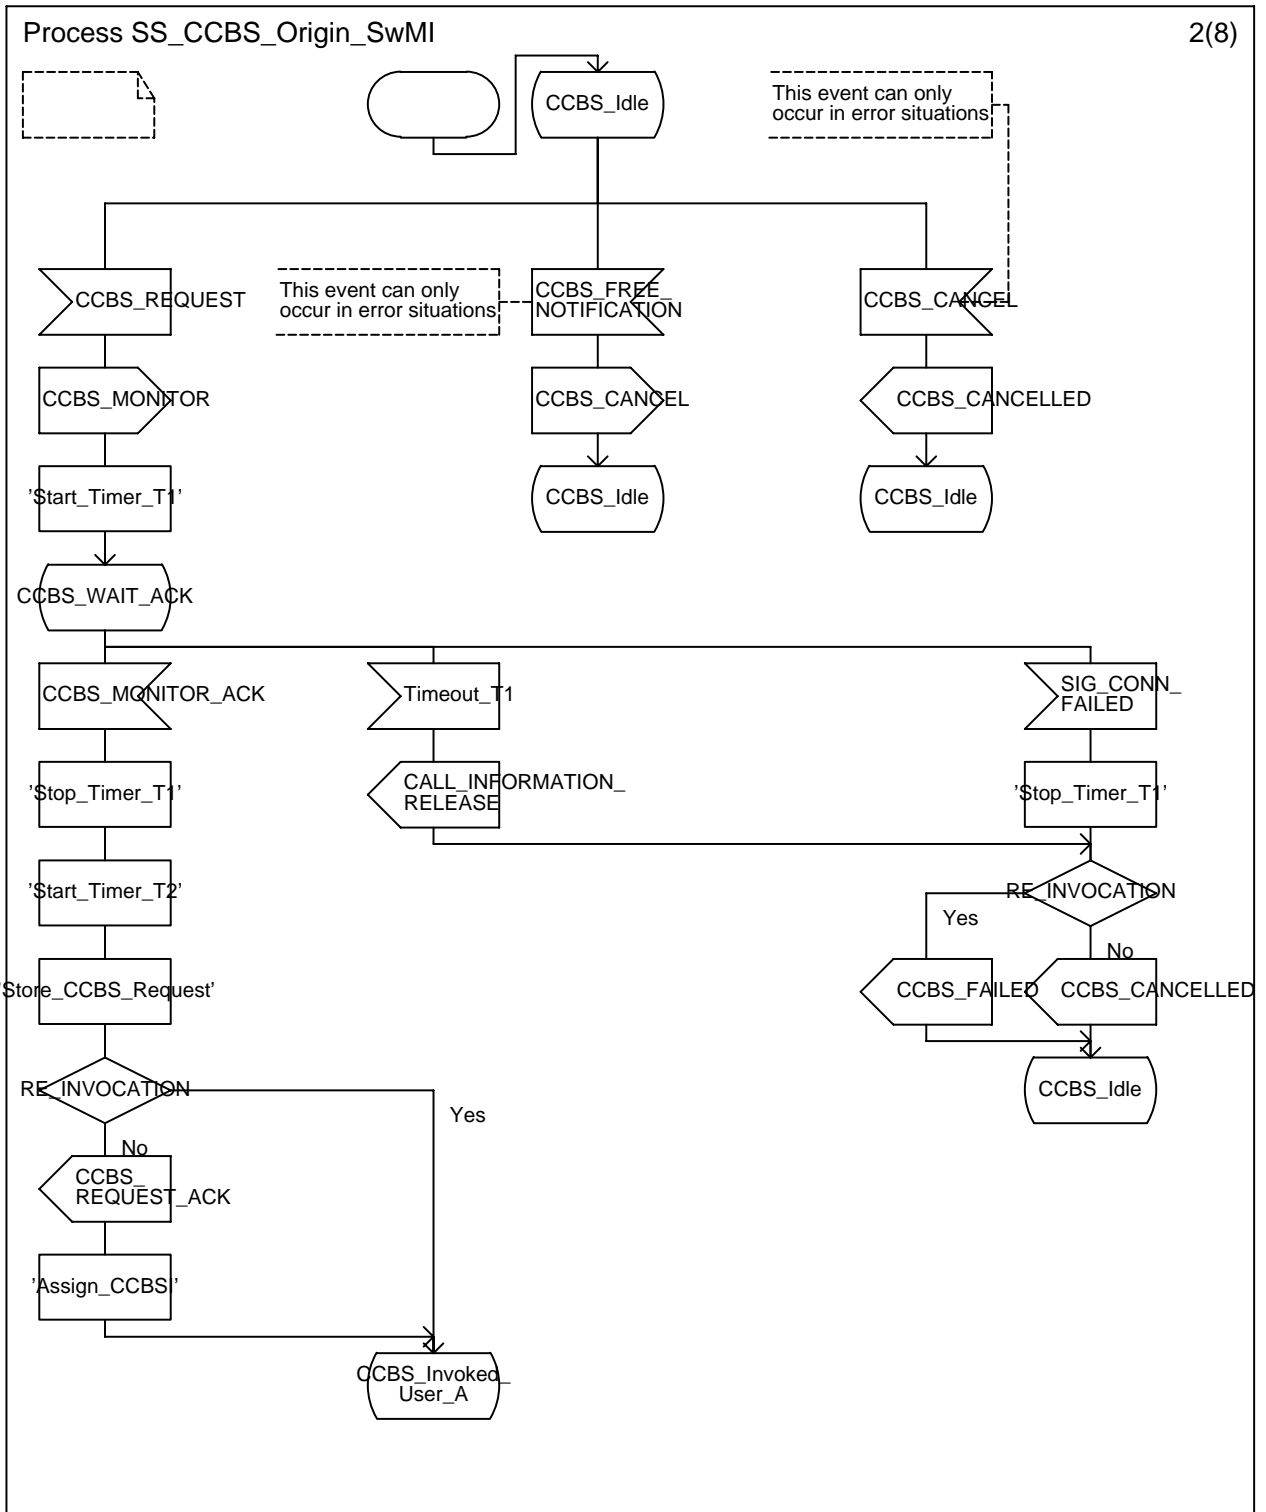 Process SS_CCBS_Origin_SwMI
2(8)
CCBS_Idle
This event can only
occur in error situations
CCBS_REQUEST
This event can only
occur in error situations
CCBS_FREE_
NOTIFICATION
CCBS_CANCEL
CCBS_MONITOR
CCBS_CANCEL
CCBS_CANCELLED
'Start_Timer_T1'
CCBS_Idle
CCBS_Idle
CCBS_WAIT_ACK
CCBS_MONITOR_ACK
Timeout_T1
SIG_CONN_
FAILED
'Stop_Timer_T1'
CALL_INFORMATION_
RELEASE
'Stop_Timer_T1'
'Start_Timer_T2'
RE_INVOCATION
Yes
No
'Store_CCBS_Request'
CCBS_FAILED
CCBS_CANCELLED
RE_INVOCATION
CCBS_Idle
Yes
No
CCBS_
REQUEST_ACK
'Assign_CCBSI'
CCBS_Invoked_
User_A